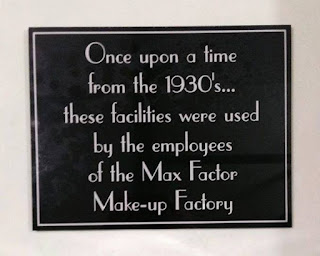 Once upon a time
from the 1930's...
these facilities were used
by the employees
of the Max Factor
Make-up Factory